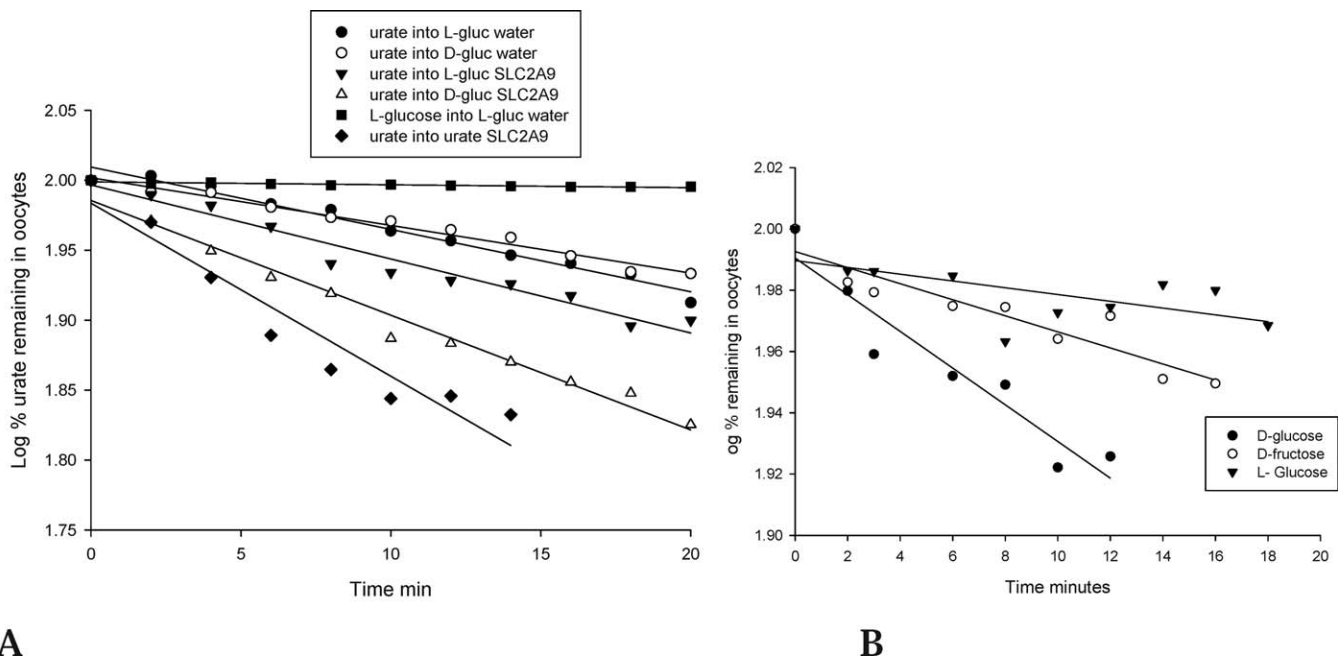 urate into L-gluc water
urate into D-gluc water
urate into L-gluc SLC2A9
urate into D-gluc SLC2A9
L-glucose into L-gluc water
urate into urate SLC2A9
Log % urate remaining in oocytes
2.05
2.00
1.95
1.90
1.85
1.80
1.75
0 5 10 15 20
Time min
A
og % remaining in oocytes
2.02
2.00
1.98
1.96
1.94
1.92
1.90
D-glucose
D-fructose
L- Glucose
0 2 4 6 8 10 12 14 16 18 20
Time minutes
B